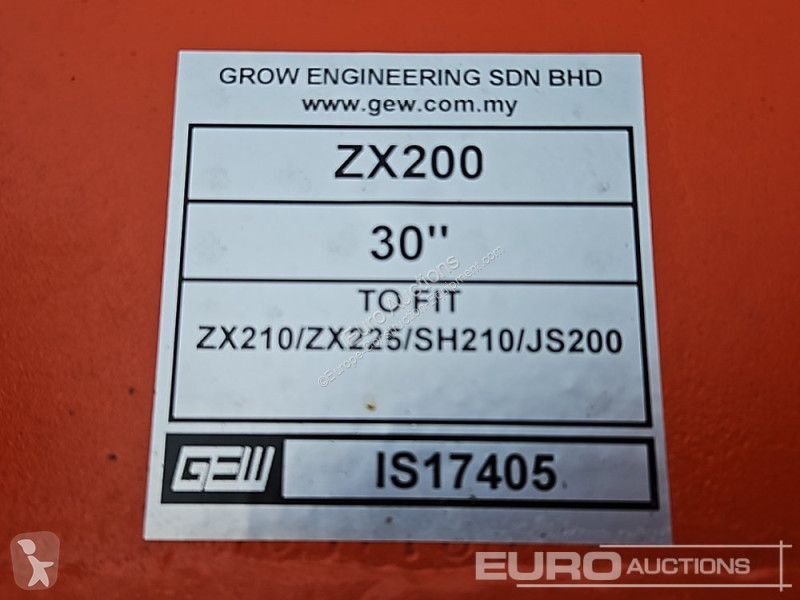 GROW ENGINEERING SDN BHD
www.gew.com.my
ZX200
30"
TO FIT
ZX210/ZX225/SH210/JS200
GEW
IS17405
EURO AUCTIONS